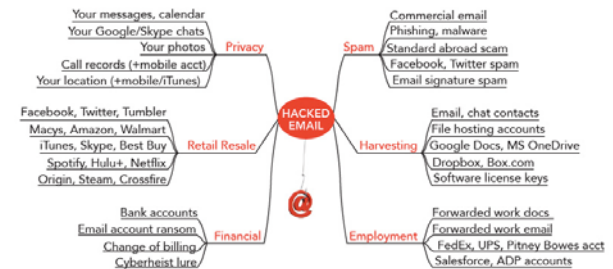 Your messages, calendar
Your Google/Skype chats
Your photos
Call records (+mobile acct)
Your location (+mobile/iTunes)
Privacy
Spam
Commercial email
Phishing, malware
Standard abroad scam
Facebook, Twitter spam
Email signature spam
HACKED
EMAIL
Facebook, Twitter, Tumbler
Macys, Amazon, Walmart
iTunes, Skype, Best Buy
Spotify, Hulu+, Netflix
Origin, Steam, Crossfire
Retail Resale
Harvesting
Email, chat contacts
File hosting accounts
Google Docs, MS OneDrive
Dropbox, Box.com
Software license keys
@
Bank accounts
Email account ransom
Change of billing
Cyberheist lure
Financial
Employment
Forwarded work docs
Forwarded work email
FedEx, UPS, Pitney Bowes acct
Salesforce, ADP accounts